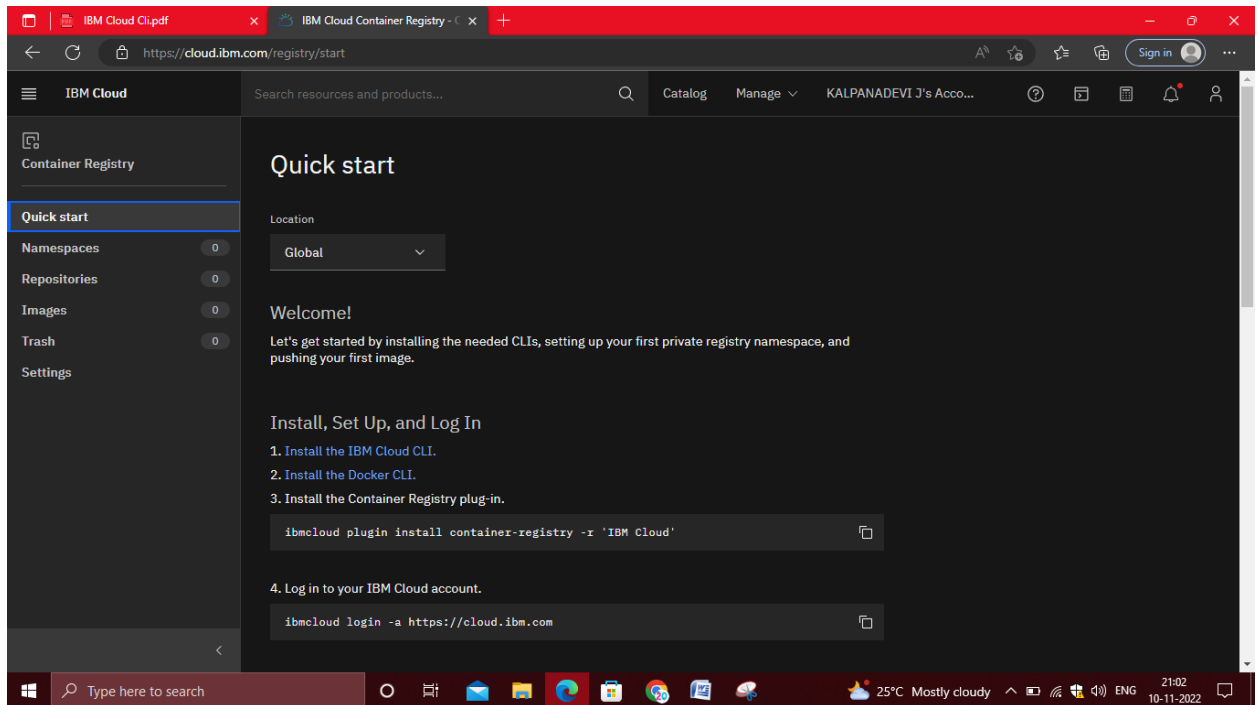 IBM Cloud Cli.pdf
IBM Cloud Container Registry - C
https://cloud.ibm.com/registry/start
Sign in
IBM Cloud
Search resources and products...
Catalog
Manage
KALPANADEVI J's Acco...
Container Registry
Quick start
Namespaces 0
Repositories 0
Images 0
Trash 0
Settings
Quick start
Location
Global
Welcome!
Let's get started by installing the needed CLIs, setting up your first private registry namespace, and
pushing your first image.
Install, Set Up, and Log In
1. Install the IBM Cloud CLI.
2. Install the Docker CLI.
3. Install the Container Registry plug-in.
ibmcloud plugin install container-registry -r 'IBM Cloud'
4. Log in to your IBM Cloud account.
ibmcloud login -a https://cloud.ibm.com
Type here to search
25°C Mostly cloudy
ENG
21:02
10-11-2022